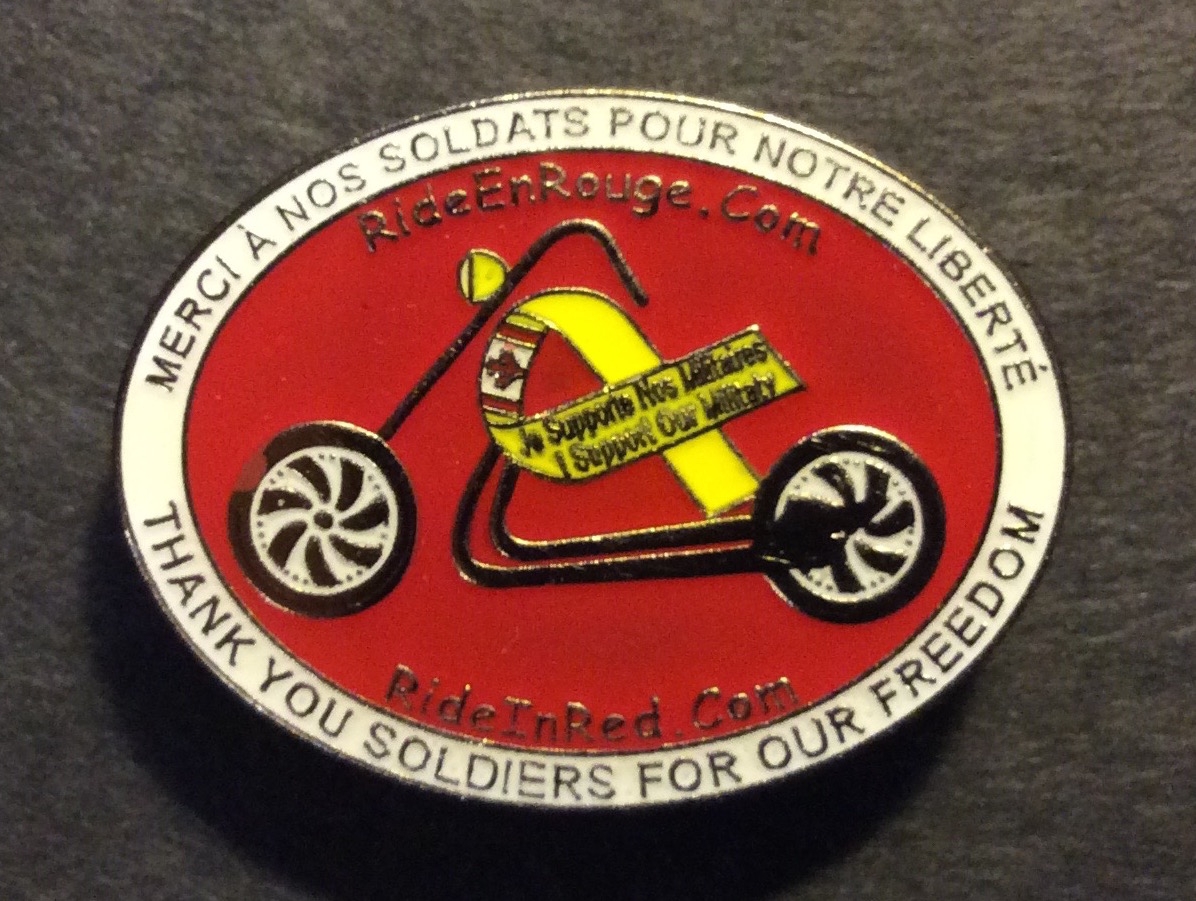 MERCI À NOS SOLDATS POUR NOTRE LIBERTÉ
RideEnRouge.Com
Je Supporte Nos Militaires
I Support Our Military
RideInRed.Com
THANK YOU SOLDIERS FOR OUR FREEDOM